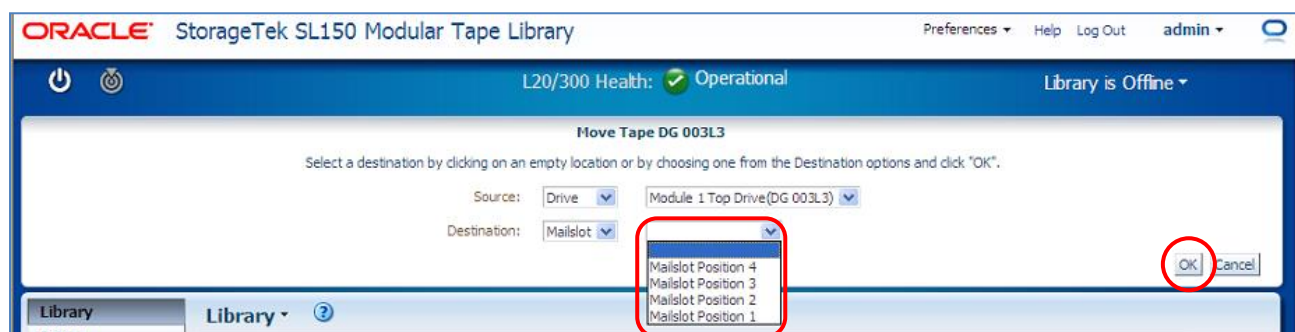 ORACLE® StorageTek SL150 Modular Tape Library Preferences Help Log Out admin
L20/300 Health: Operational Library is Offline
Move Tape DG 003L3
Select a destination by clicking on an empty location or by choosing one from the Destination options and click "OK".
Source: Drive Module 1 Top Drive(DG 003L3)
Destination: Mailslot
Mailslot Position 4
Mailslot Position 3
OK Cancel
Mailslot Position 2
Mailslot Position 1
Library Library ?